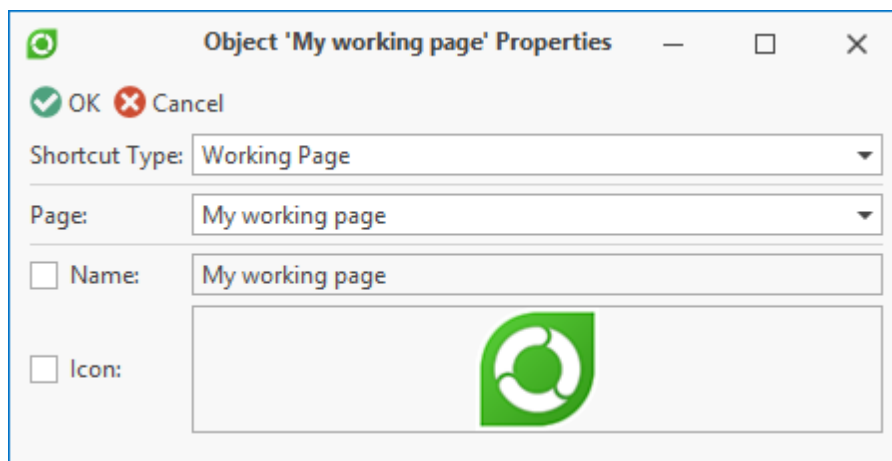 Object 'My working page' Properties
OK Cancel
Shortcut Type: Working Page
Page: My working page
Name: My working page
Icon: